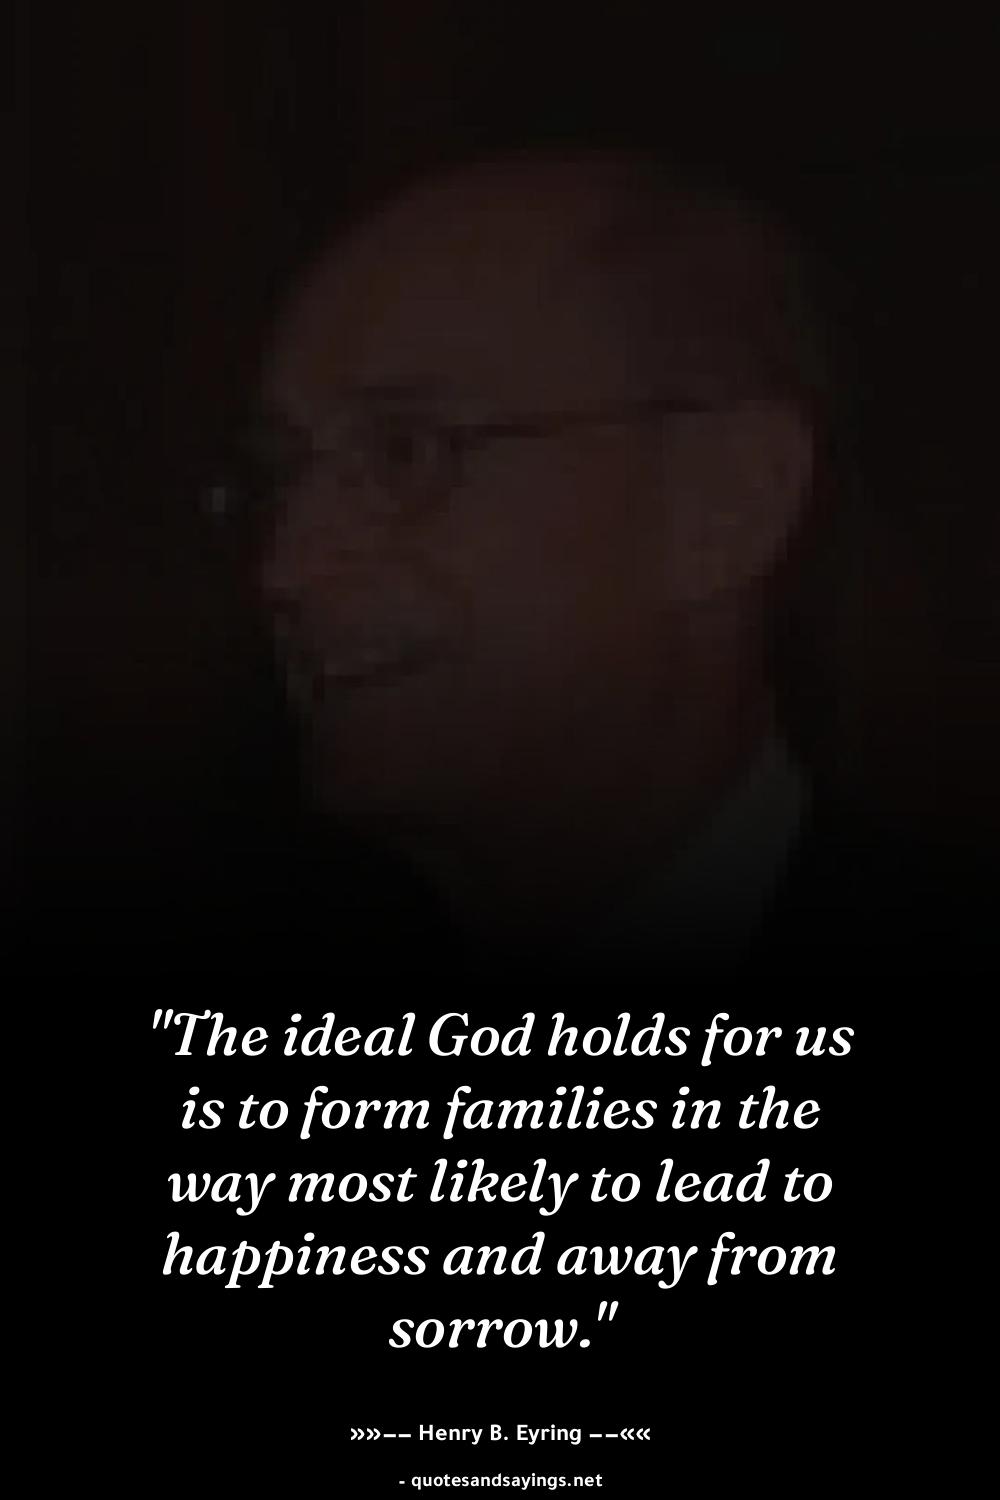 "The ideal God holds for us
is to form families in the
way most likely to lead to
happiness and away from
sorrow."
»»–– Henry B. Eyring ––««
- quotesandsayings.net